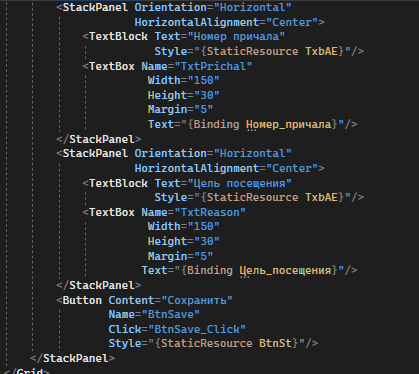 <StackPanel Orientation="Horizontal"
HorizontalAlignment="Center">
<TextBlock Text="Номер причала"
Style="{StaticResource TxbAE}"/>
<TextBox Name="TxtPrichal"
Width="150"
Height="30"
Margin="5"
Text="{Binding Номер_причала}"/>
</StackPanel>
<StackPanel Orientation="Horizontal"
HorizontalAlignment="Center">
<TextBlock Text="Цель посещения"
Style="{StaticResource TxbAE}"/>
<TextBox Name="TxtReason"
Width="150"
Height="30"
Margin="5"
Text="{Binding Цель_посещения}"/>
</StackPanel>
<Button Content="Сохранить"
Name="BtnSave"
Click="BtnSave_Click"
Style="{StaticResource BtnSt}"/>
</StackPanel>
</Grid>